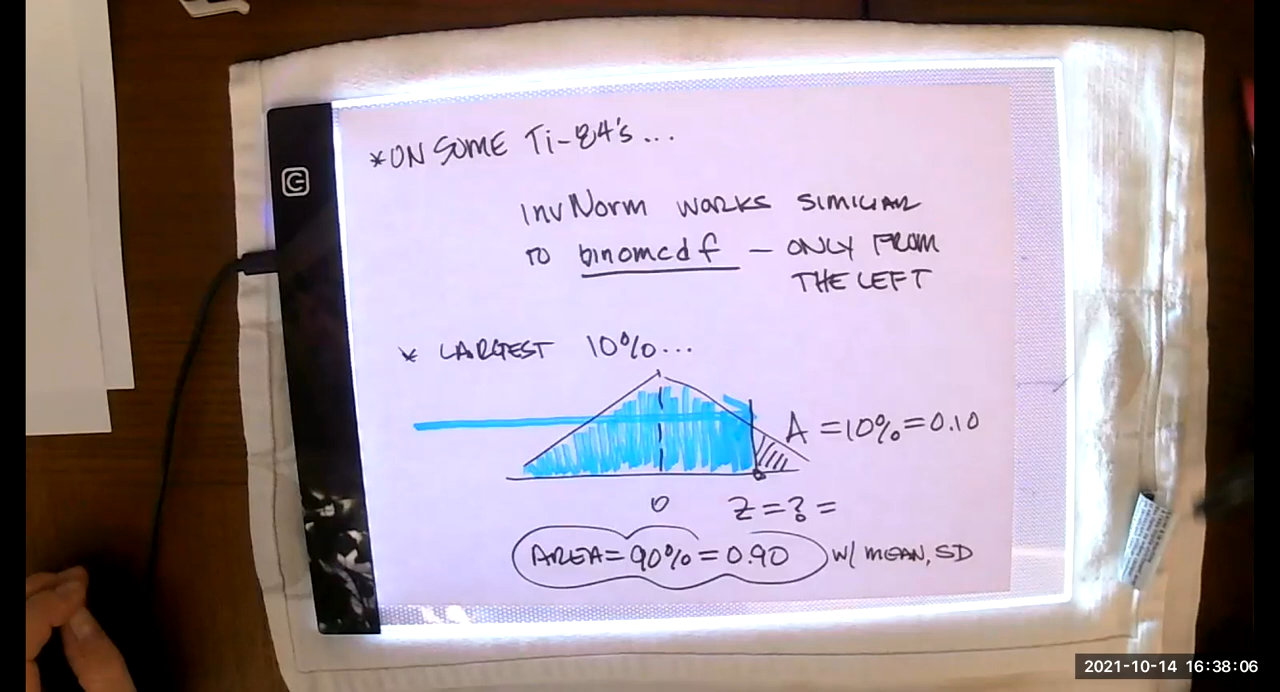 *ON SOME Ti-84's...
invNorm WORKS SIMILIAR
TO binomcdf - ONLY FROM
THE LEFT
* LARGEST 10%...
A = 10% = 0.10
0 Z = ? =
AREA = 90% = 0.90 W/ MEAN, SD
2021-10-14 16:38:06